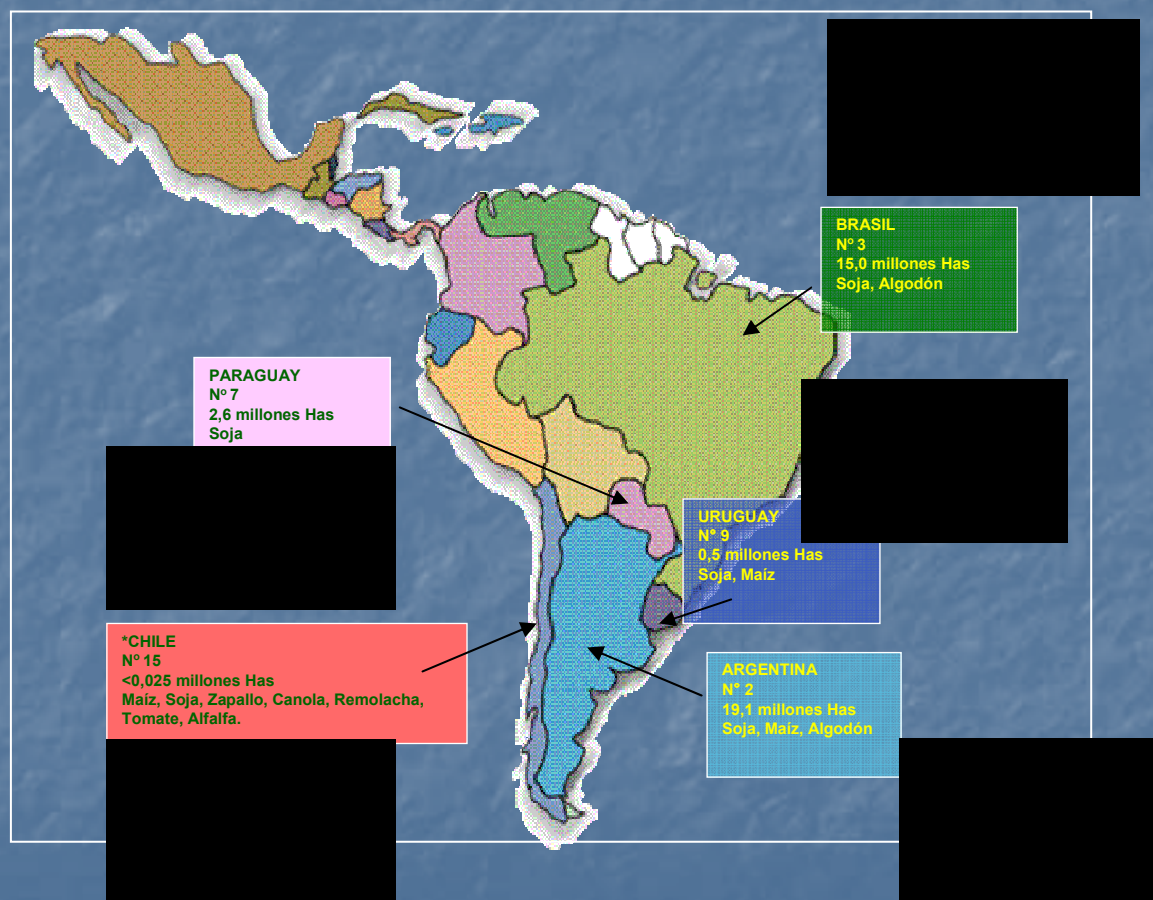 BRASIL
Nº 3
15,0 millones Has
Soja, Algodón
PARAGUAY
Nº 7
2,6 millones Has
Soja
URUGUAY
N° 9
0,5 millones Has
Soja, Maíz
*CHILE
Nº 15
<0,025 millones Has
Maíz, Soja, Zapallo, Canola, Remolacha,
Tomate, Alfalfa.
ARGENTINA
N° 2
19,1 millones Has
Soja, Maíz, Algodón